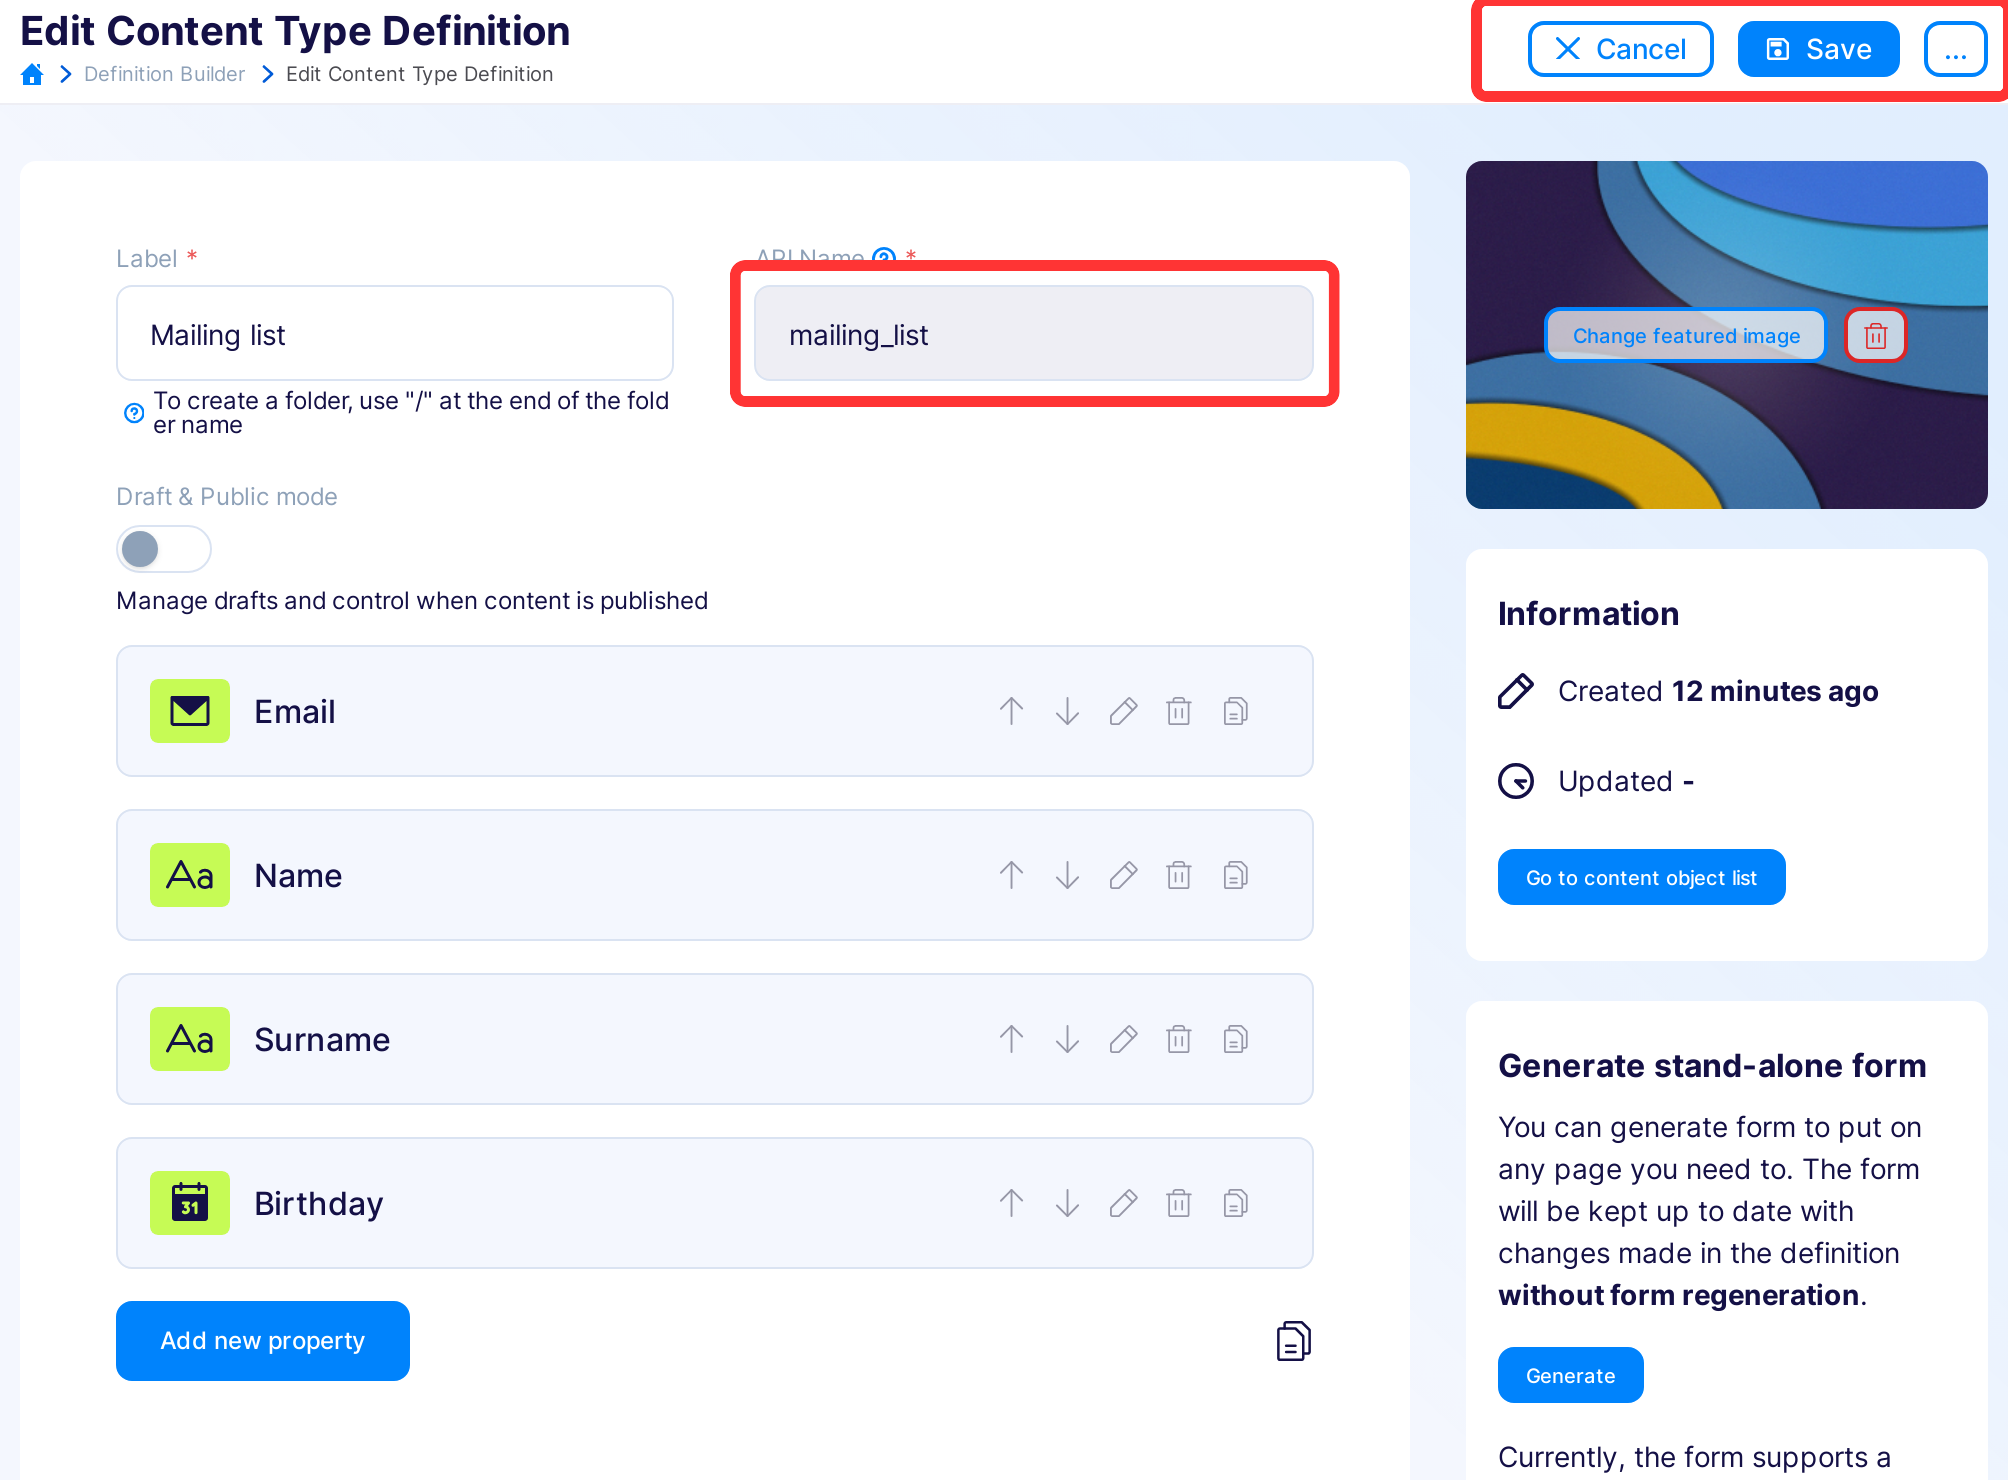 Edit Content Type Definition
Definition Builder
Edit Content Type Definition
Cancel
Save
...
Label *
API Name *
Mailing list
mailing_list
To create a folder, use "/" at the end of the fold
er name
Draft & Public mode
Manage drafts and control when content is published
Email
Aa Name
Aa Surname
31 Birthday
Add new property
Change featured image
Information
Created 12 minutes ago
Updated -
Go to content object list
Generate stand-alone form
You can generate form to put on
any page you need to. The form
will be kept up to date with
changes made in the definition
without form regeneration.
Generate
Currently, the form supports a